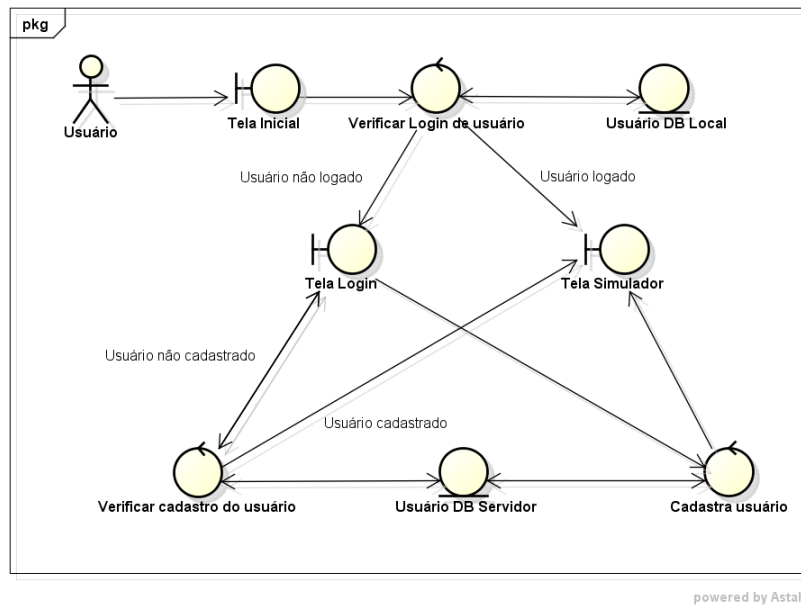 pkg
Usuário
Tela Inicial
Verificar Login de usuário
Usuário DB Local
Usuário não logado
Usuário logado
Tela Login
Tela Simulador
Usuário não cadastrado
Usuário cadastrado
Verificar cadastro do usuário
Usuário DB Servidor
Cadastra usuário
powered by Astah